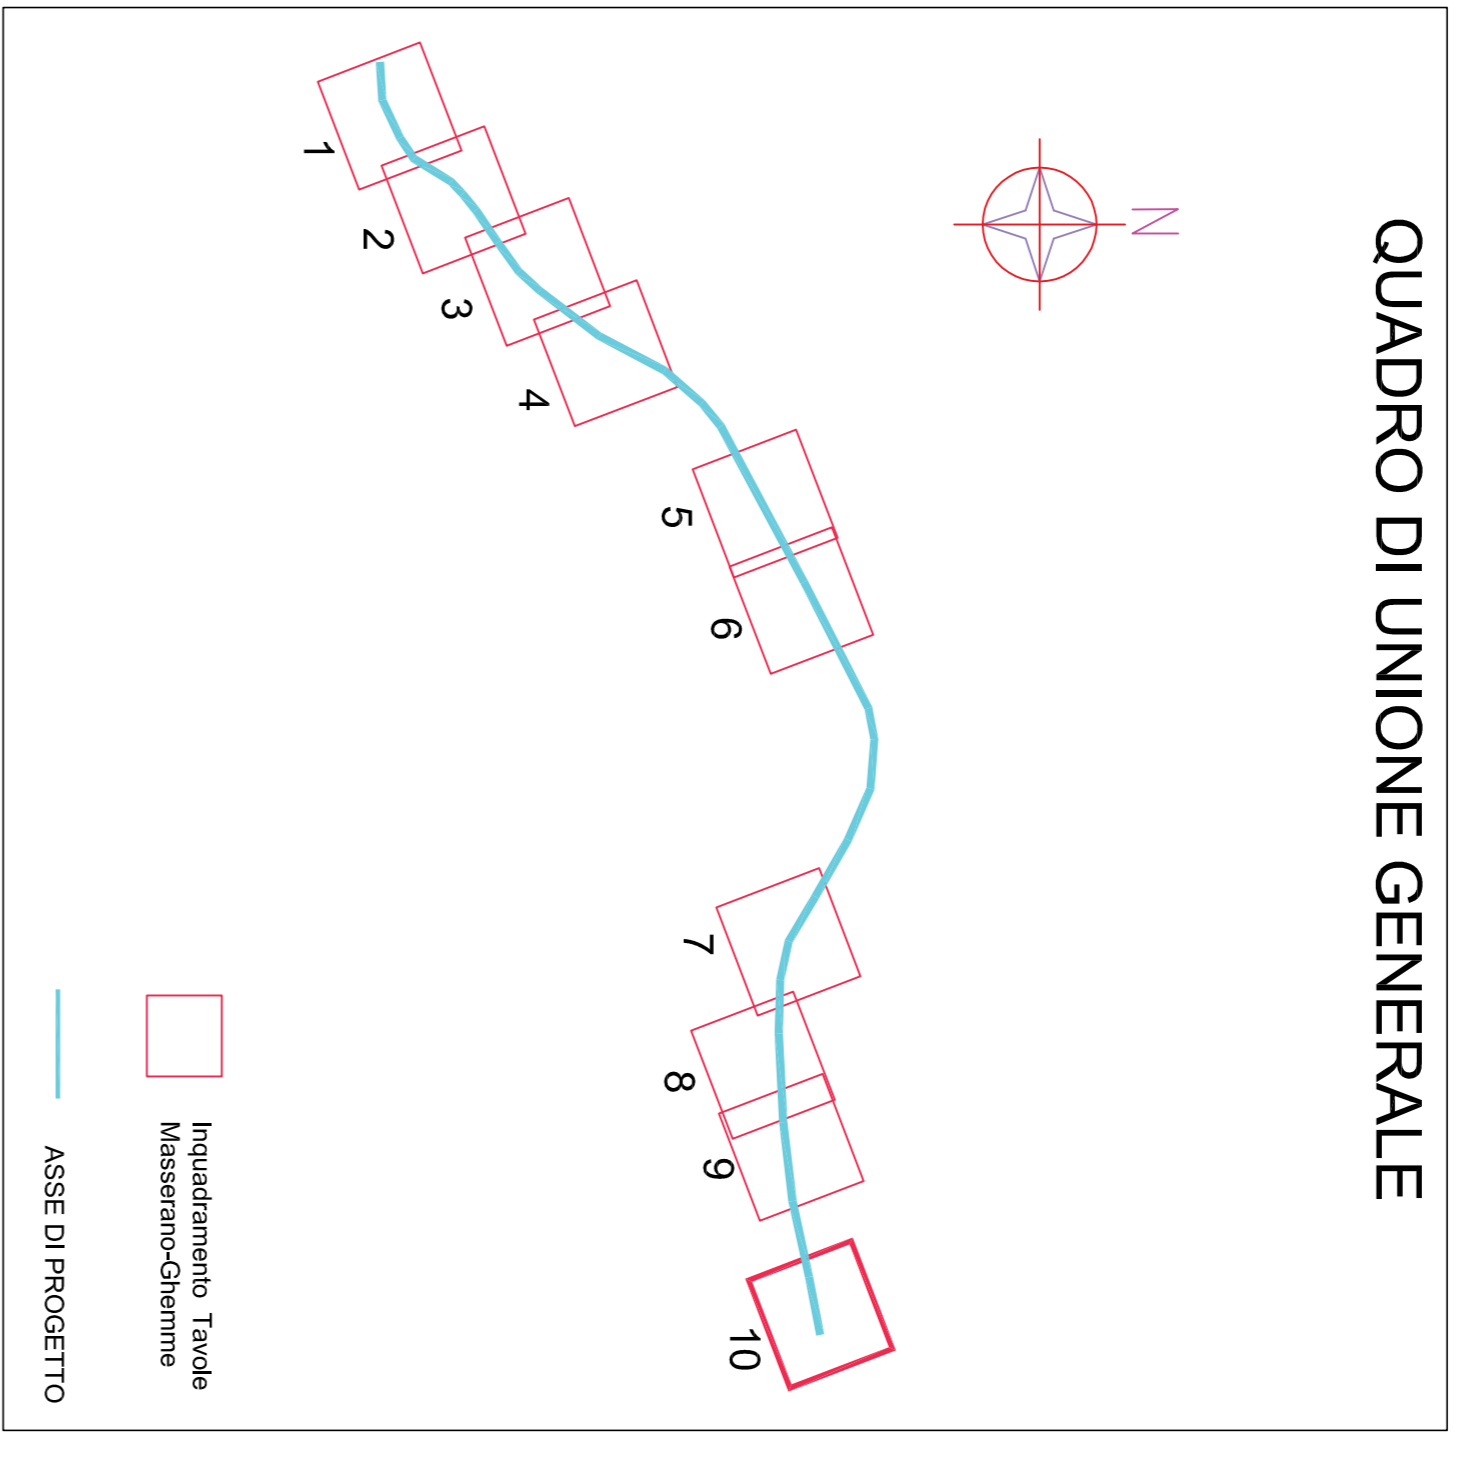 QUADRO DI UNIONE GENERALE
N
1
2
3
4
5
6
7
8
9
10
Inquadramento Tavole
Masserano-Ghemme
ASSE DI PROGETTO